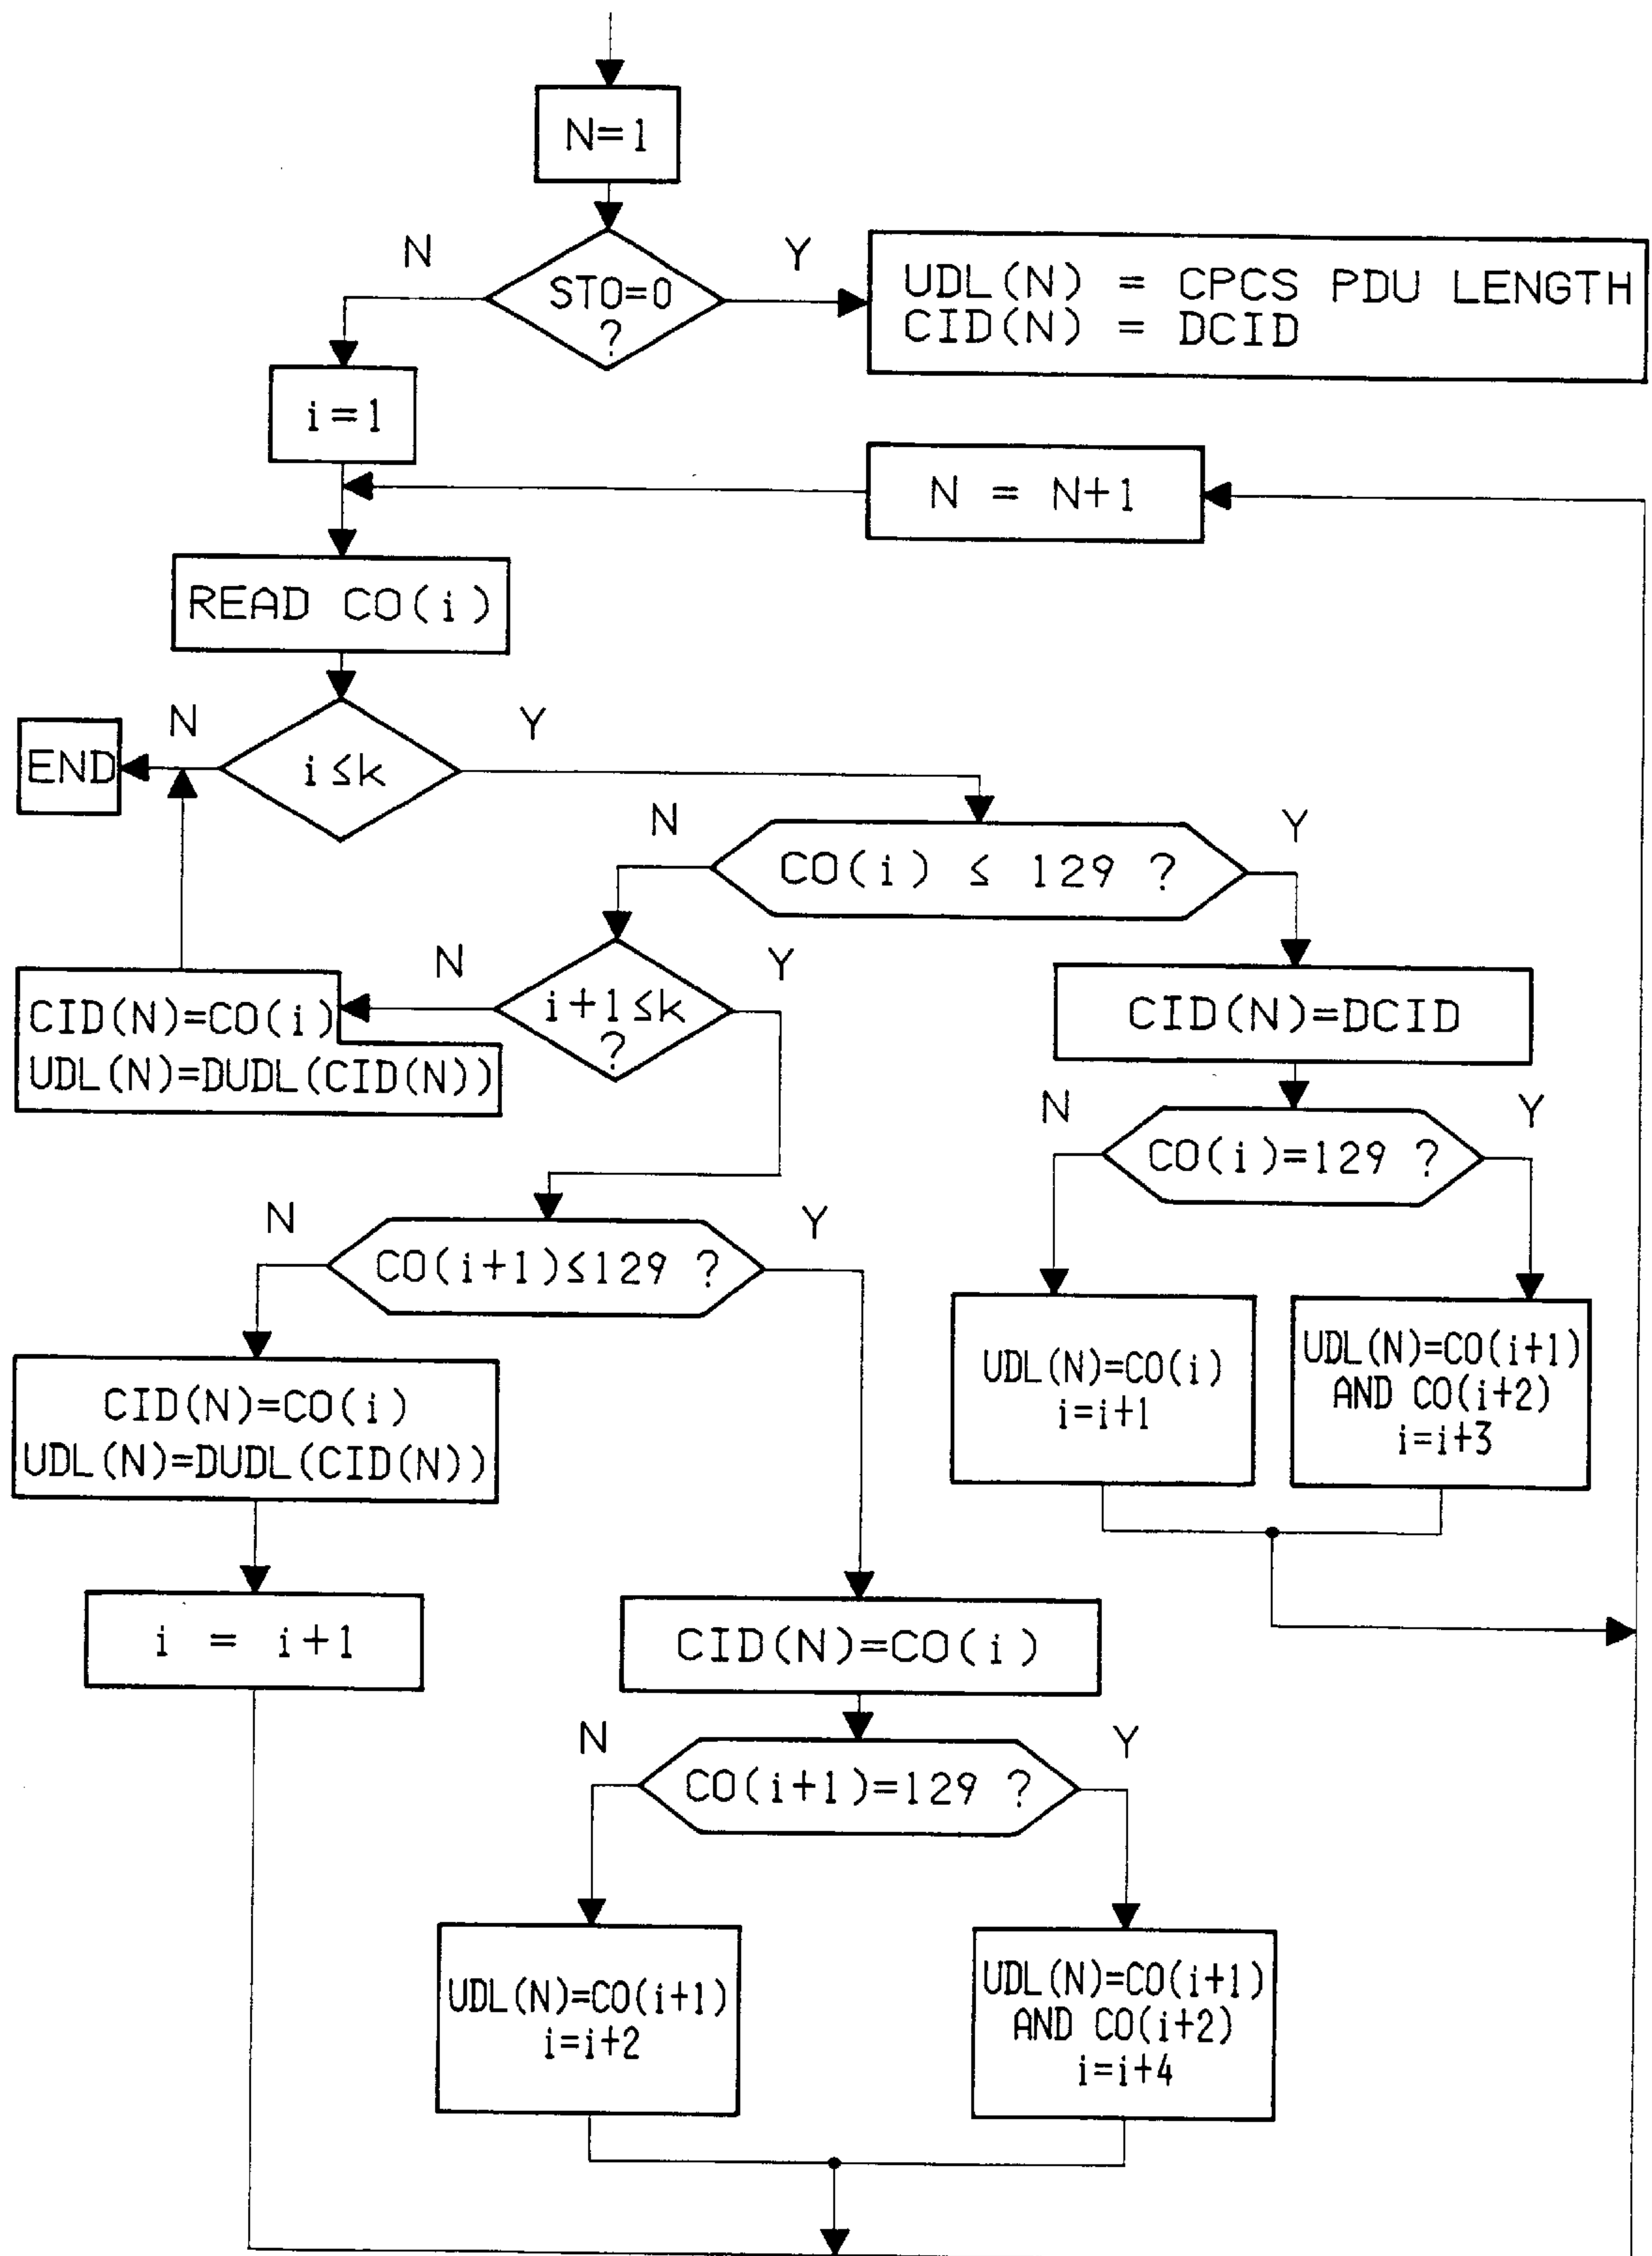 N=1
N
Y
STO=0
?
UDL(N) = CPCS PDU LENGTH
CID(N) = DCID
i=1
N = N+1
READ CO(i)
N
Y
END
i≤k
N
Y
CO(i) ≤ 129 ?
N
Y
CID(N)=CO(i)
UDL(N)=DUDL(CID(N))
i+1≤k
?
CID(N)=DCID
N
Y
CO(i)=129 ?
N
Y
CO(i+1)≤129 ?
UDL(N)=CO(i)
i=i+1
UDL(N)=CO(i+1)
AND CO(i+2)
i=i+3
CID(N)=CO(i)
UDL(N)=DUDL(CID(N))
i = i+1
CID(N)=CO(i)
N
Y
CO(i+1)=129 ?
UDL(N)=CO(i+1)
i=i+2
UDL(N)=CO(i+1)
AND CO(i+2)
i=i+4